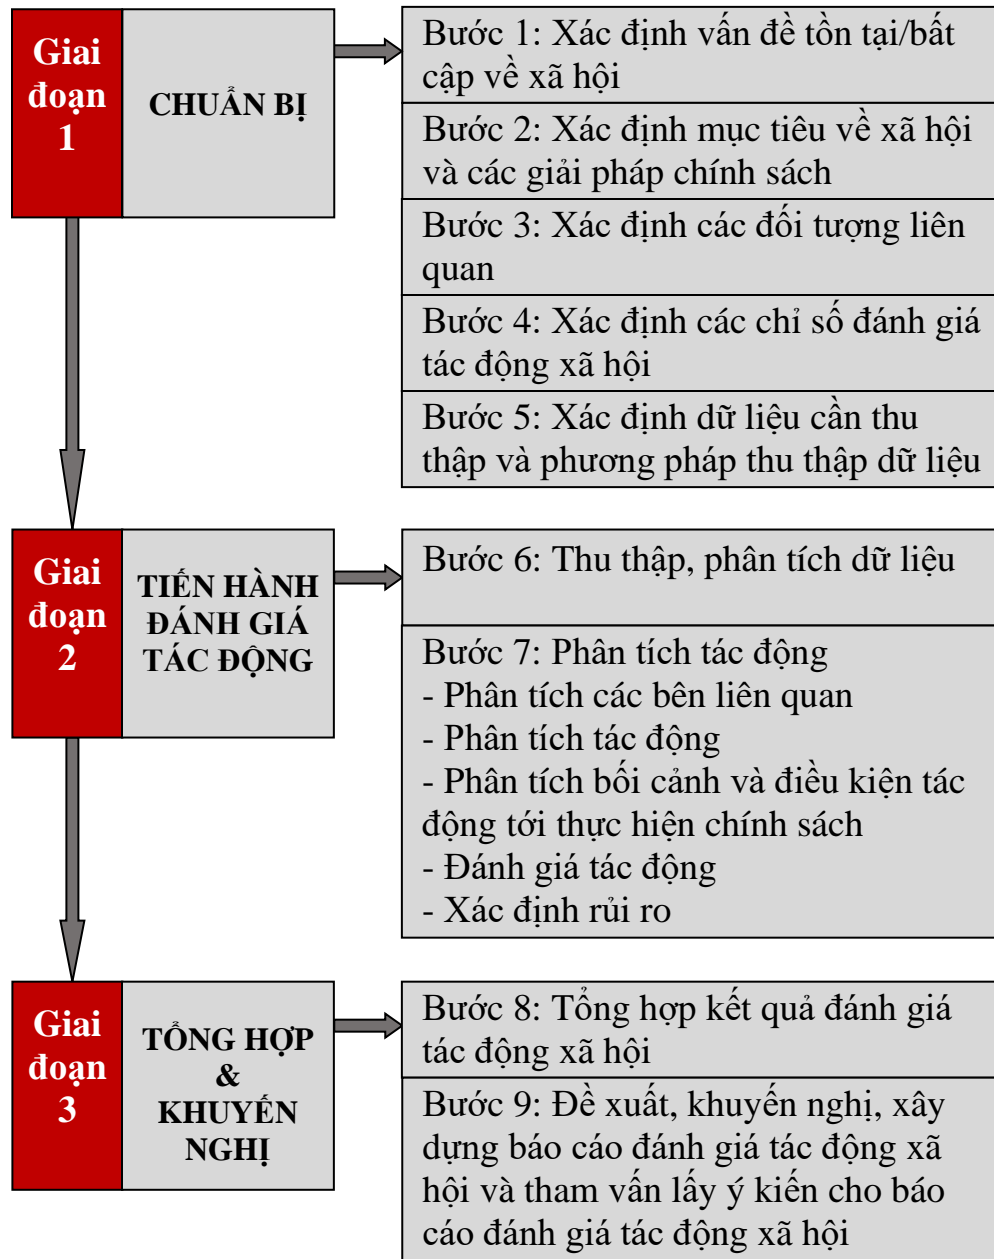 Giai
đoạn
1
CHUẨN BỊ
Bước 1: Xác định vấn đề tồn tại/bất
cập về xã hội
Bước 2: Xác định mục tiêu về xã hội
và các giải pháp chính sách
Bước 3: Xác định các đối tượng liên
quan
Bước 4: Xác định các chỉ số đánh giá
tác động xã hội
Bước 5: Xác định dữ liệu cần thu
thập và phương pháp thu thập dữ liệu
Giai
đoạn
2
TIẾN HÀNH
ĐÁNH GIÁ
TÁC ĐỘNG
Bước 6: Thu thập, phân tích dữ liệu
Bước 7: Phân tích tác động
- Phân tích các bên liên quan
- Phân tích tác động
- Phân tích bối cảnh và điều kiện tác
động tới thực hiện chính sách
- Đánh giá tác động
- Xác định rủi ro
Giai
đoạn
3
TỔNG HỢP
&
KHUYẾN
NGHỊ
Bước 8: Tổng hợp kết quả đánh giá
tác động xã hội
Bước 9: Đề xuất, khuyến nghị, xây
dựng báo cáo đánh giá tác động xã
hội và tham vấn lấy ý kiến cho báo
cáo đánh giá tác động xã hội